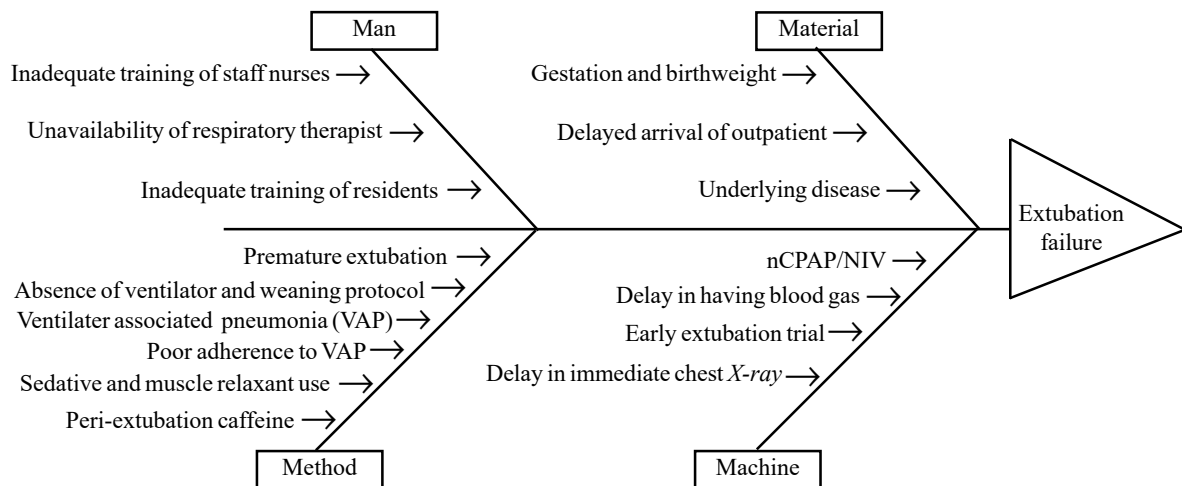 Man
Inadequate training of staff nurses
Unavailability of respiratory therapist
Inadequate training of residents
Material
Gestation and birthweight
Delayed arrival of outpatient
Underlying disease
Extubation
failure
Premature extubation
Absence of ventilator and weaning protocol
Ventilater associated pneumonia (VAP)
Poor adherence to VAP
Sedative and muscle relaxant use
Peri-extubation caffeine
Method
nCPAP/NIV
Delay in having blood gas
Early extubation trial
Delay in immediate chest X-ray
Machine